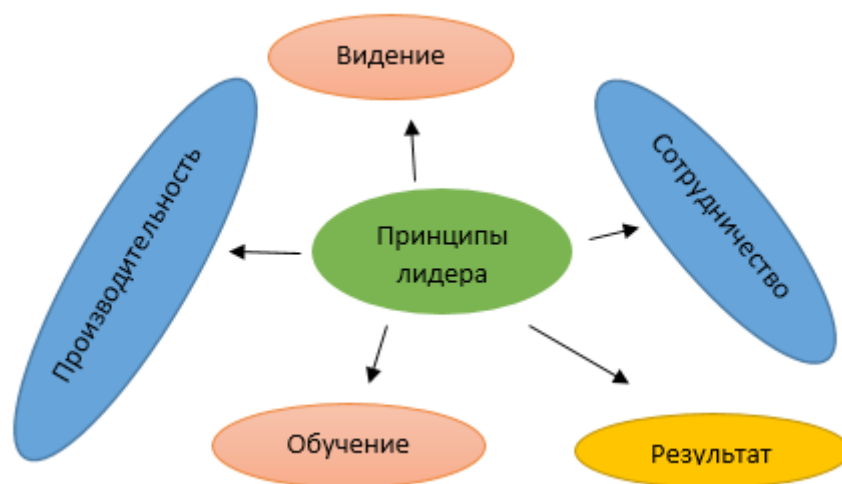 Видение
Производительность
Сотрудничество
Принципы
лидера
Обучение
Результат